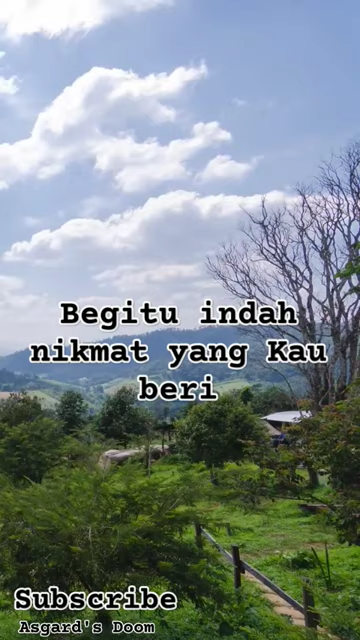 Begitu indah
nikmat yang Kau
beri
Subscribe
Asgard's Doom